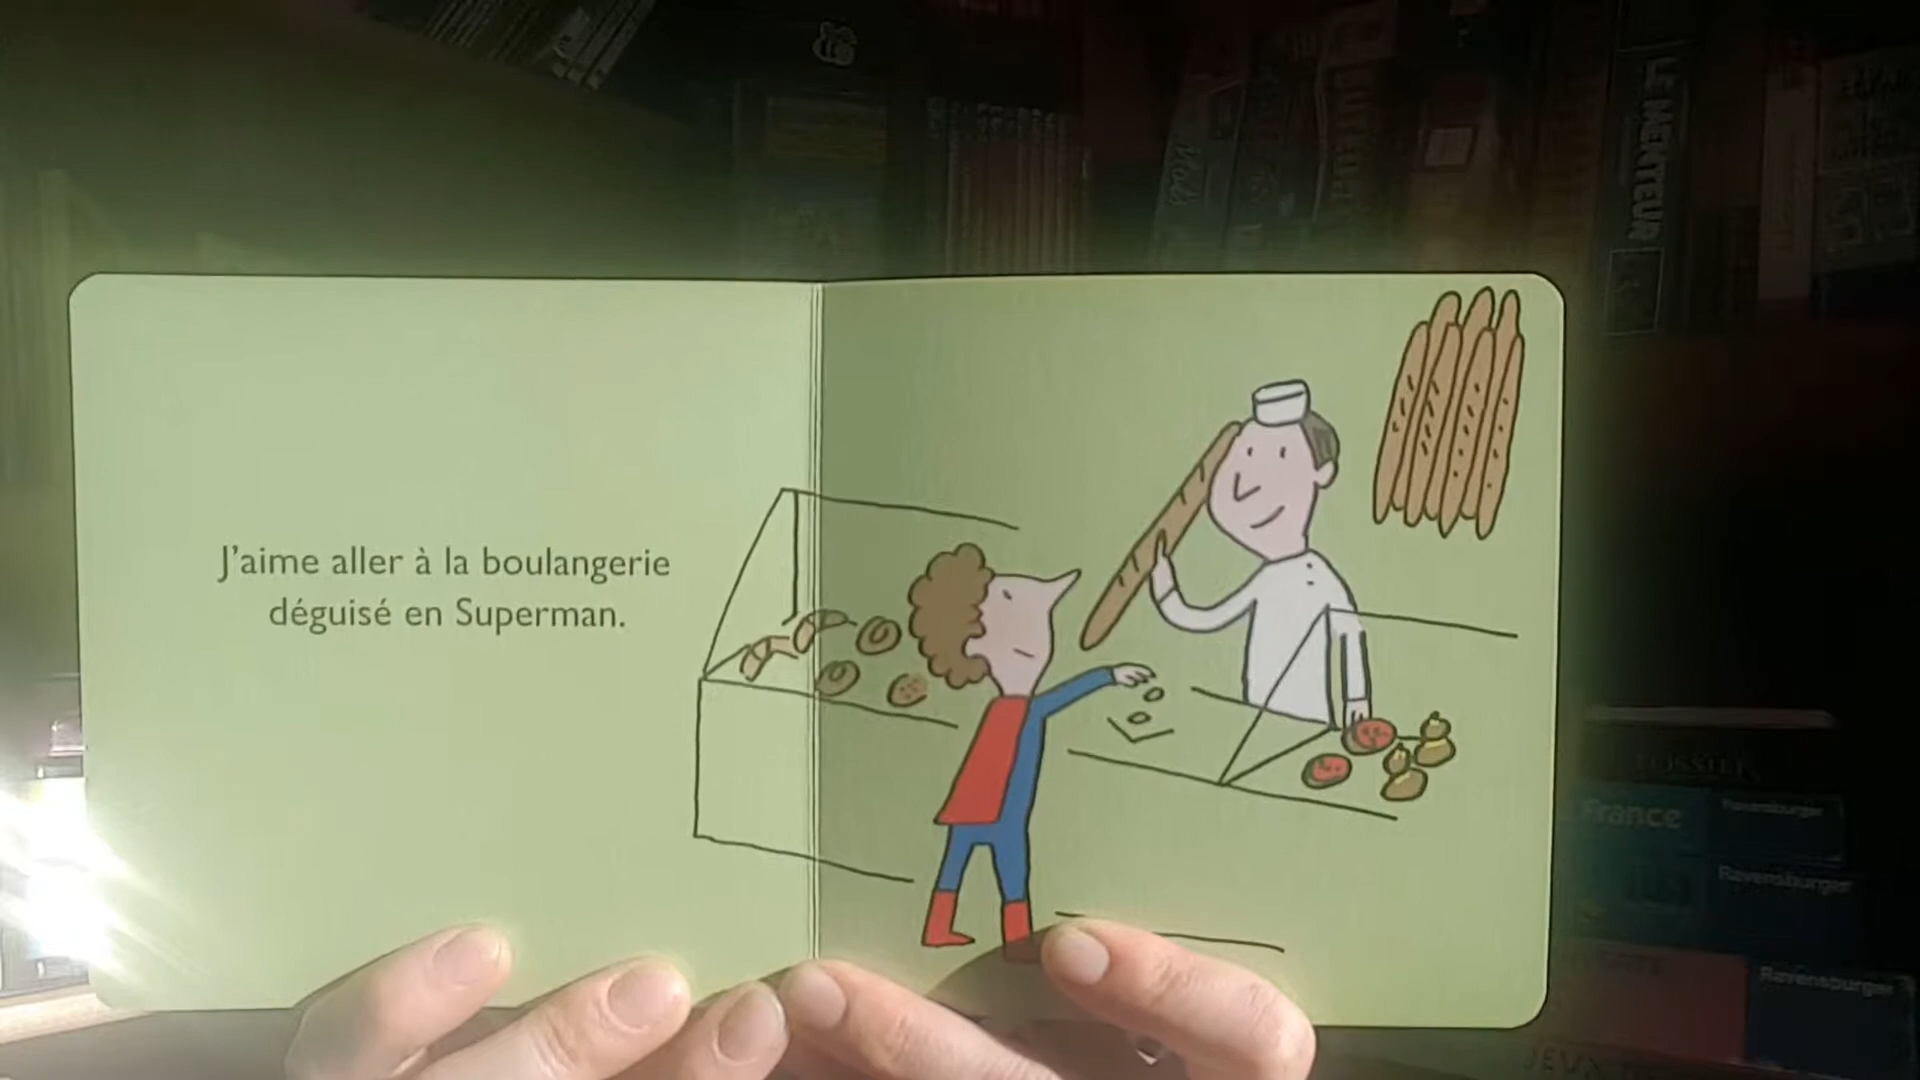 J'aime aller à la boulangerie
déguisé en Superman.
LE MENTEUR
France
Ravensburger
Ravensburger
Ravensburger